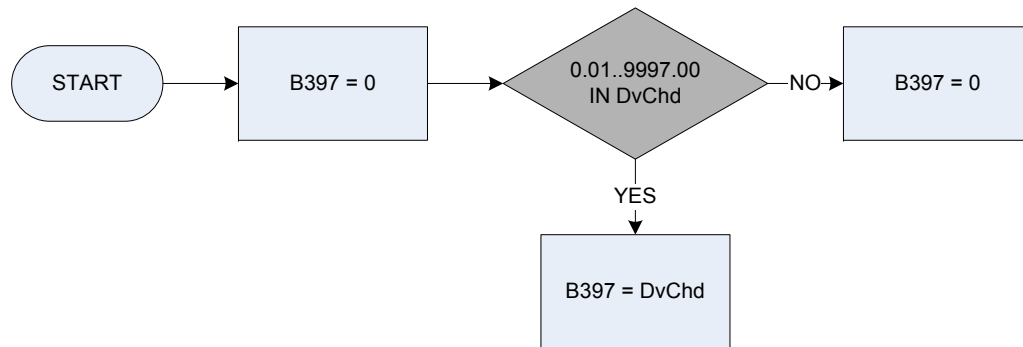 START
B397 = 0
0.01..9997.00
IN DvChd
NO
B397 = 0
YES
B397 = DvChd